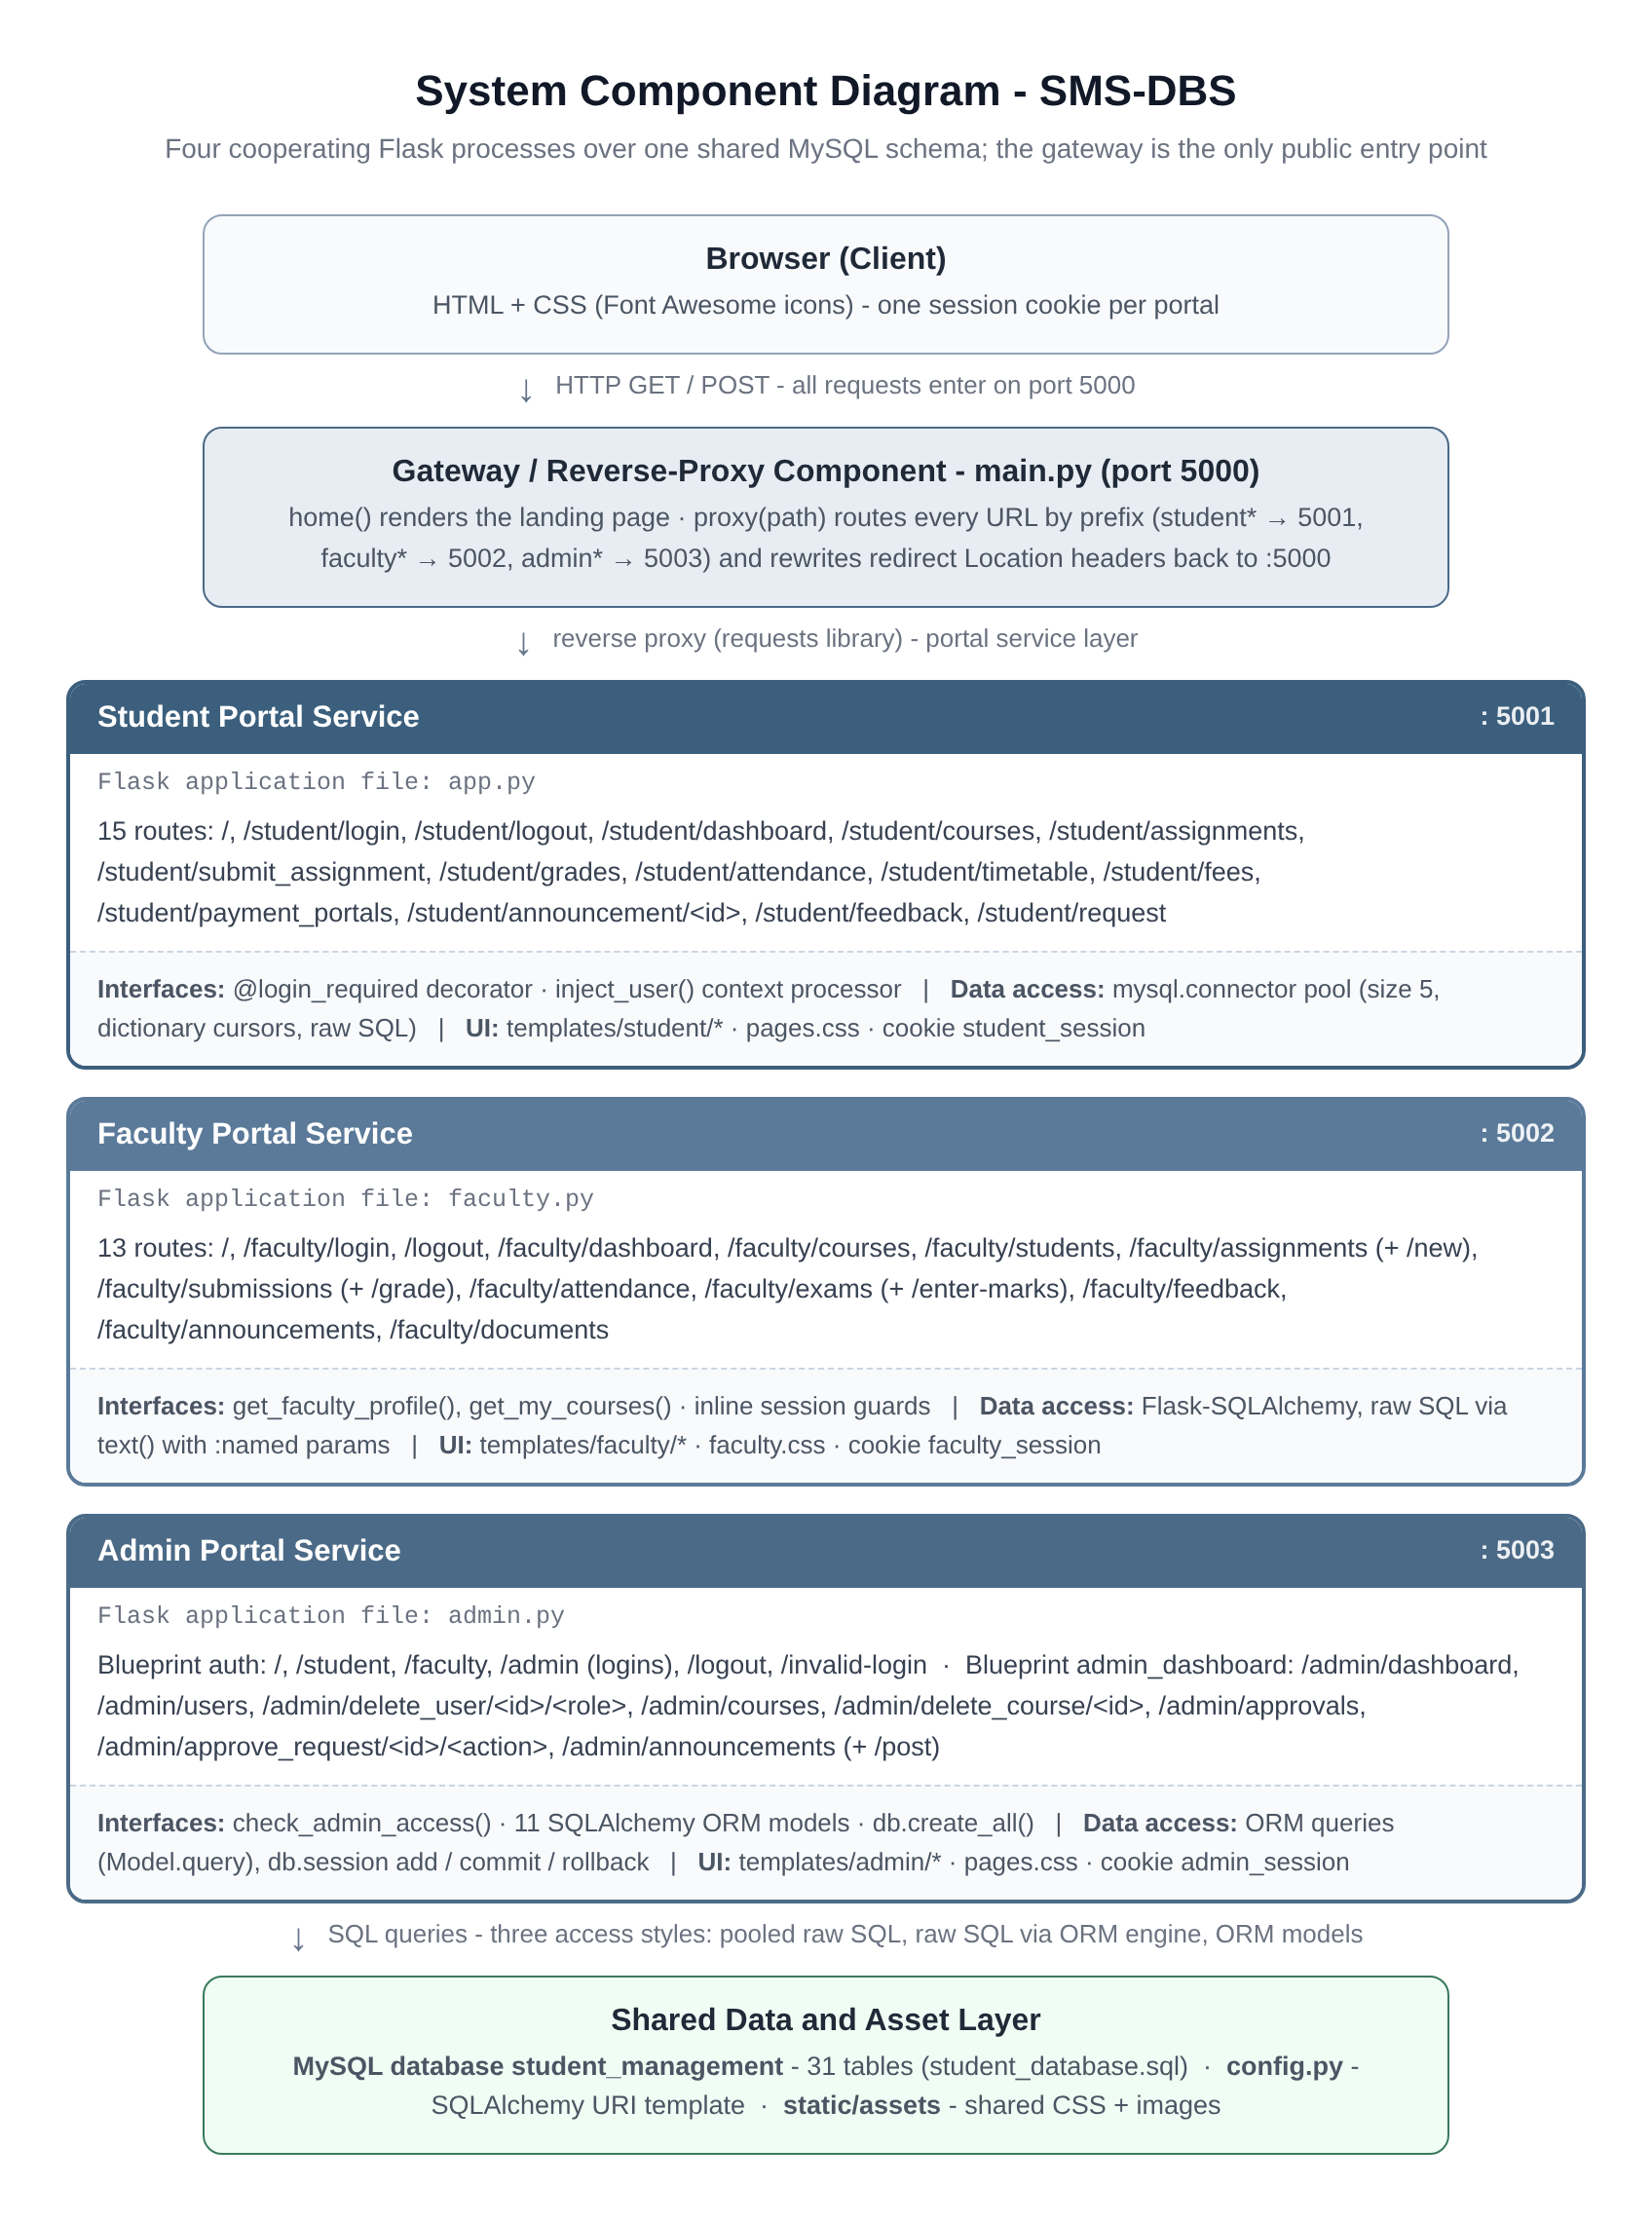 System Component Diagram - SMS-DBS
Four cooperating Flask processes over one shared MySQL schema; the gateway is the only public entry point
Browser (Client)
HTML + CSS (Font Awesome icons) - one session cookie per portal
↓ HTTP GET / POST - all requests enter on port 5000
Gateway / Reverse-Proxy Component - main.py (port 5000)
home() renders the landing page · proxy(path) routes every URL by prefix (student* → 5001,
faculty* → 5002, admin* → 5003) and rewrites redirect Location headers back to :5000
↓ reverse proxy (requests library) - portal service layer
Student Portal Service : 5001
Flask application file: app.py
15 routes: /, /student/login, /student/logout, /student/dashboard, /student/courses, /student/assignments,
/student/submit_assignment, /student/grades, /student/attendance, /student/timetable, /student/fees,
/student/payment_portals, /student/announcement/<id>, /student/feedback, /student/request
Interfaces: @login_required decorator · inject_user() context processor | Data access: mysql.connector pool (size 5,
dictionary cursors, raw SQL) | UI: templates/student/* · pages.css · cookie student_session
Faculty Portal Service : 5002
Flask application file: faculty.py
13 routes: /, /faculty/login, /logout, /faculty/dashboard, /faculty/courses, /faculty/students, /faculty/assignments (+ /new),
/faculty/submissions (+ /grade), /faculty/attendance, /faculty/exams (+ /enter-marks), /faculty/feedback,
/faculty/announcements, /faculty/documents
Interfaces: get_faculty_profile(), get_my_courses() · inline session guards | Data access: Flask-SQLAlchemy, raw SQL via
text() with :named params | UI: templates/faculty/* · faculty.css · cookie faculty_session
Admin Portal Service : 5003
Flask application file: admin.py
Blueprint auth: /, /student, /faculty, /admin (logins), /logout, /invalid-login · Blueprint admin_dashboard: /admin/dashboard,
/admin/users, /admin/delete_user/<id>/<role>, /admin/courses, /admin/delete_course/<id>, /admin/approvals,
/admin/approve_request/<id>/<action>, /admin/announcements (+ /post)
Interfaces: check_admin_access() · 11 SQLAlchemy ORM models · db.create_all() | Data access: ORM queries
(Model.query), db.session add / commit / rollback | UI: templates/admin/* · pages.css · cookie admin_session
↓ SQL queries - three access styles: pooled raw SQL, raw SQL via ORM engine, ORM models
Shared Data and Asset Layer
MySQL database student_management - 31 tables (student_database.sql) · config.py -
SQLAlchemy URI template · static/assets - shared CSS + images